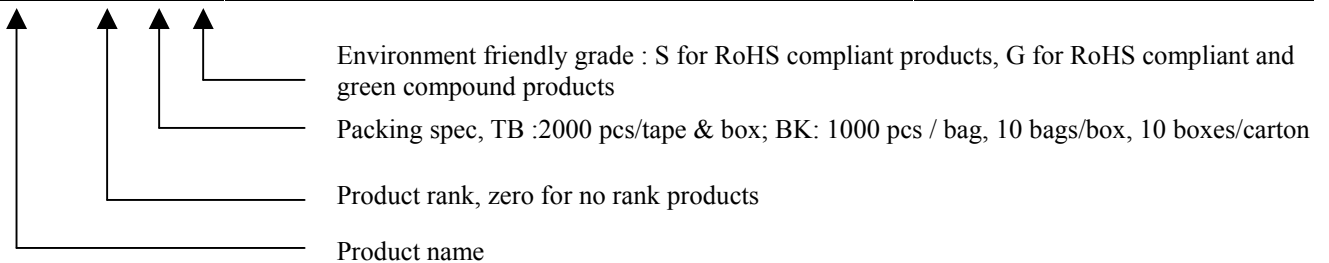 Environment friendly grade : S for RoHS compliant products, G for RoHS compliant and
green compound products
Packing spec, TB :2000 pcs/tape & box; BK: 1000 pcs / bag, 10 bags/box, 10 boxes/carton
Product rank, zero for no rank products
Product name